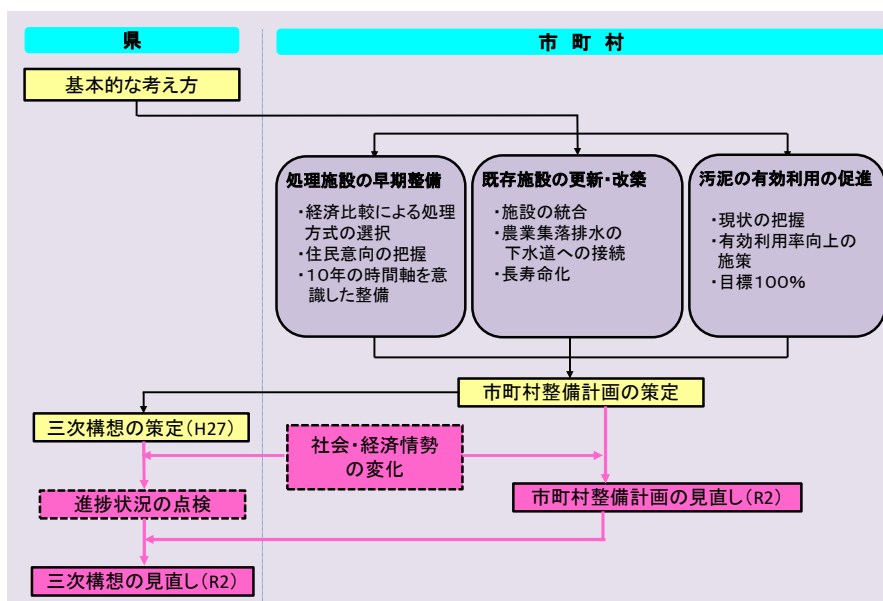 県
市 町 村
基本的な考え方
処理施設の早期整備
・経済比較による処理
方式の選択
・住民意向の把握
・10年の時間軸を意
識した整備
既存施設の更新・改築
・施設の統合
・農業集落排水の
下水道への接続
・長寿命化
汚泥の有効利用の促進
・現状の把握
・有効利用率向上の
施策
・目標100%
市町村整備計画の策定
三次構想の策定(H27)
社会・経済情勢
の変化
進捗状況の点検
市町村整備計画の見直し(R2)
三次構想の見直し(R2)